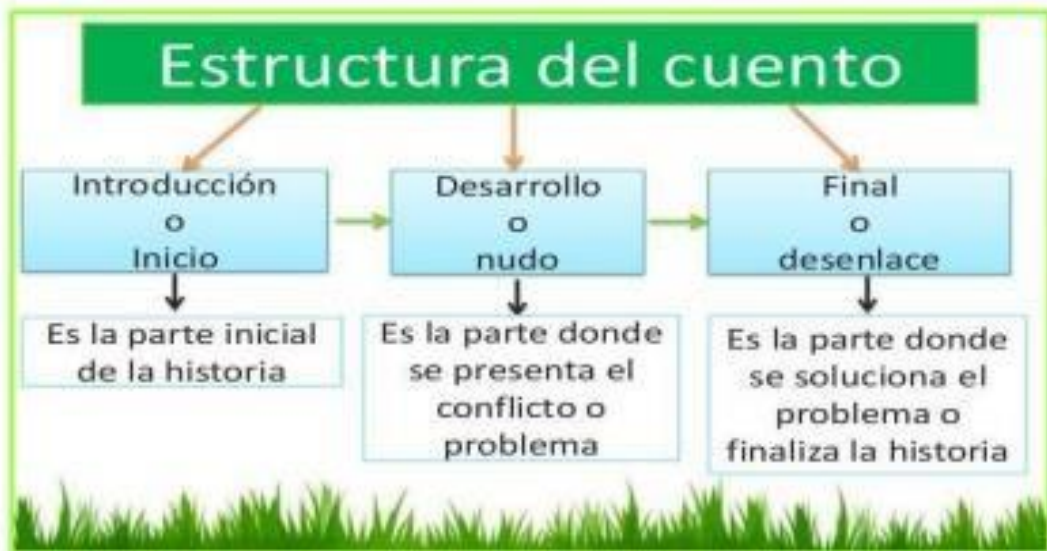 Estructura del cuento
Introducción
o
Inicio
Es la parte inicial
de la historia
Desarrollo
o
nudo
Es la parte donde
se presenta el
conflicto o
problema
Final
o
desenlace
Es la parte donde
se soluciona el
problema o
finaliza la historia